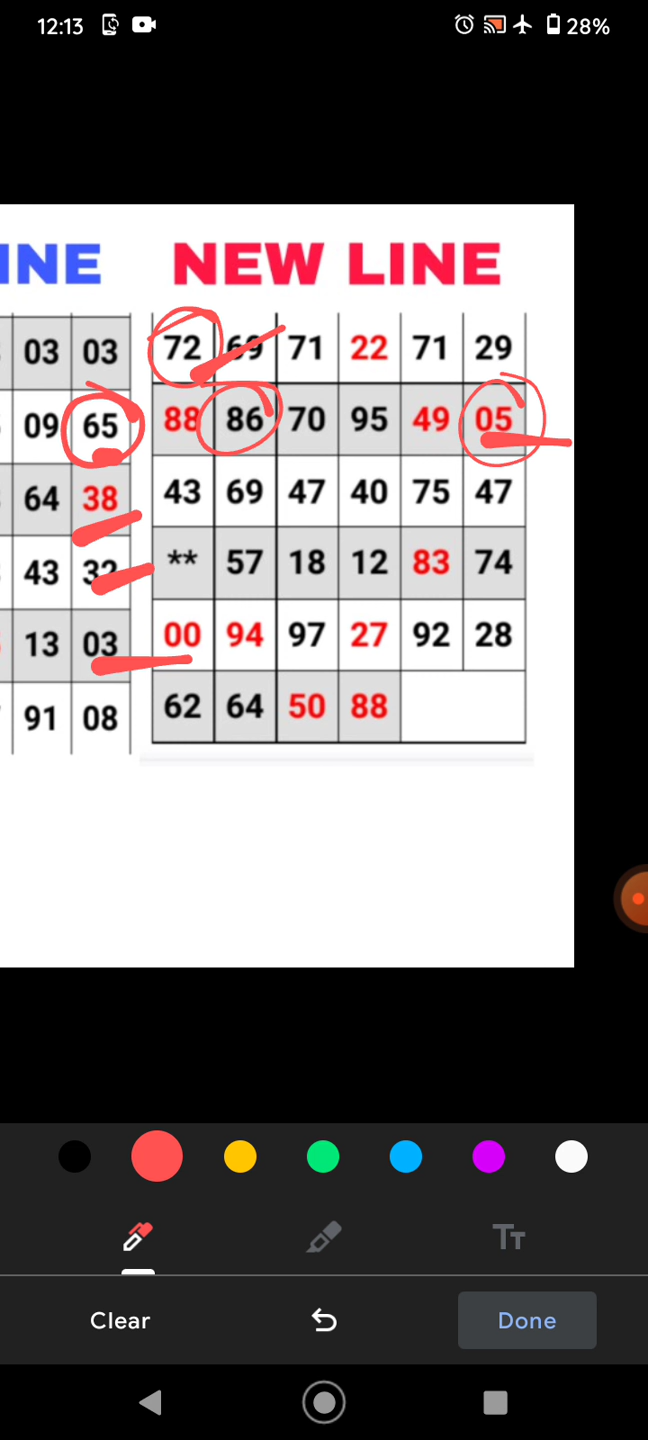 12:13 28%
INE NEW LINE
03 03 72 69 71 22 71 29
09 65 88 86 70 95 49 05
64 38 43 69 47 40 75 47
43 32 ** 57 18 12 83 74
13 03 00 94 97 27 92 28
91 08 62 64 50 88
Tт
Clear Done